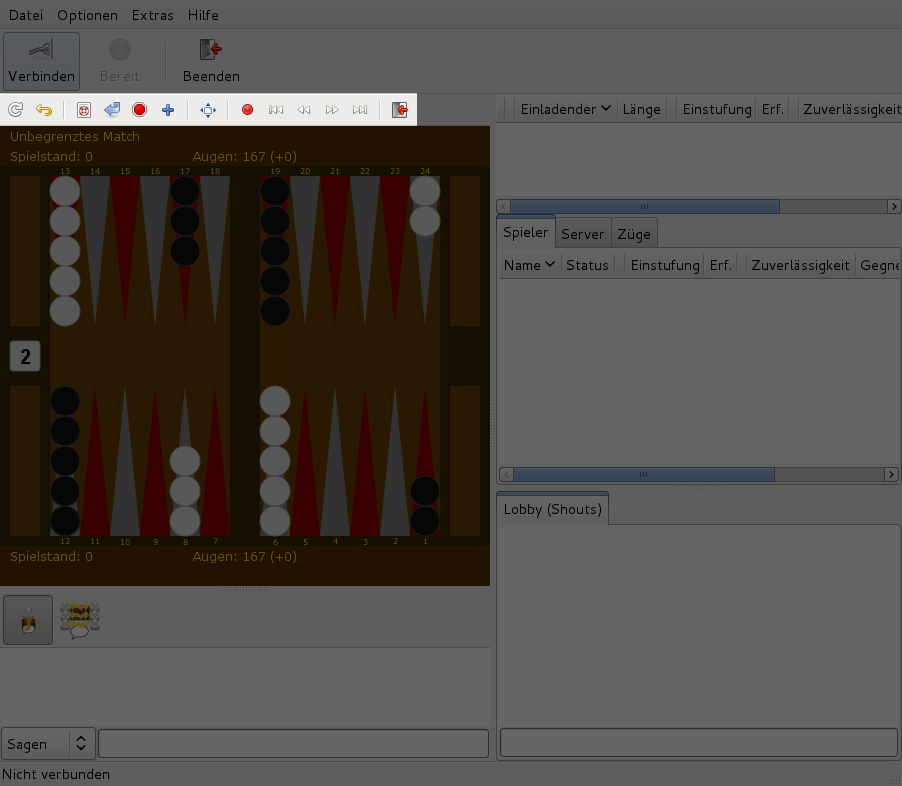 Datei Optionen Extras Hilfe
Verbinden Bereit Beenden
Unbegrenztes Match
Spielstand: 0 Augen: 167 (+0)
13 14 15 16 17 18 19 20 21 22 23 24
2
12 11 10 9 8 7 6 5 4 3 2 1
Spielstand: 0 Augen: 167 (+0)
Sagen
Nicht verbunden
Einladender Länge Einstufung Erf. Zuverlässigkeit
Spieler Server Züge
Name Status Einstufung Erf. Zuverlässigkeit Gegne
Lobby (Shouts)